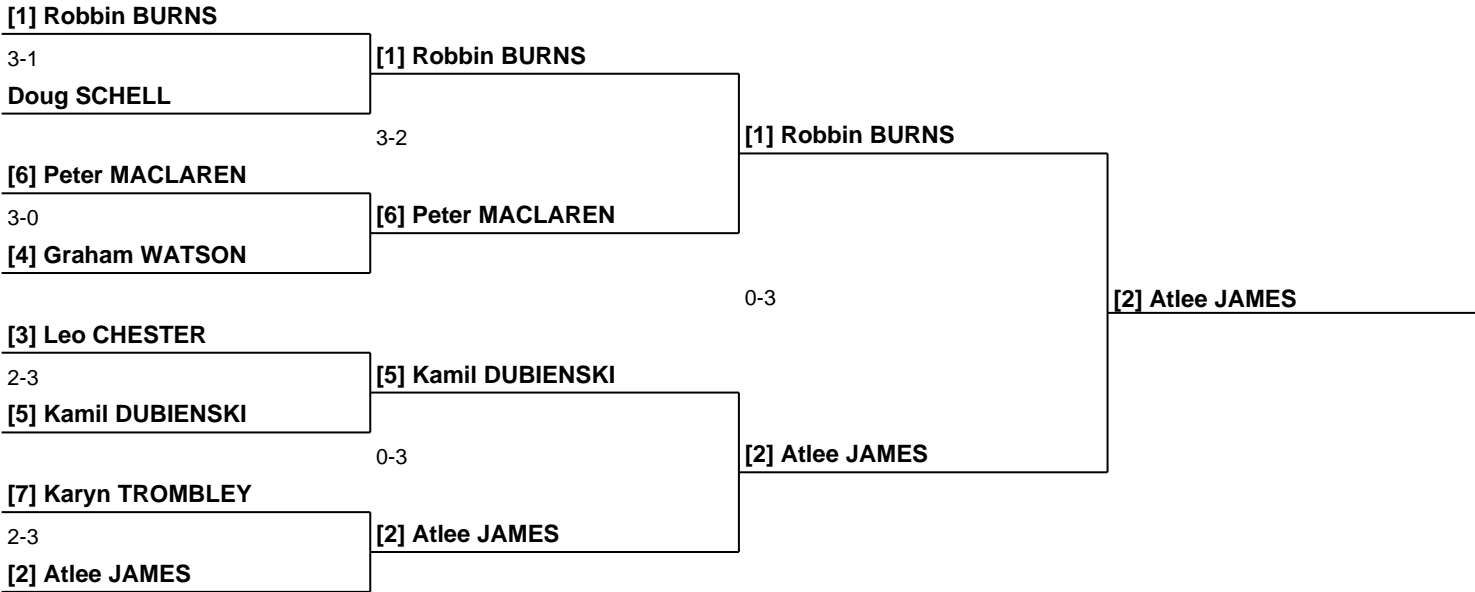 [1] Robbin BURNS
3-1
[1] Robbin BURNS
Doug SCHELL
3-2
[1] Robbin BURNS
[6] Peter MACLAREN
3-0
[6] Peter MACLAREN
[4] Graham WATSON
0-3
[2] Atlee JAMES
[3] Leo CHESTER
2-3
[5] Kamil DUBIENSKI
[5] Kamil DUBIENSKI
0-3
[2] Atlee JAMES
[7] Karyn TROMBLEY
2-3
[2] Atlee JAMES
[2] Atlee JAMES